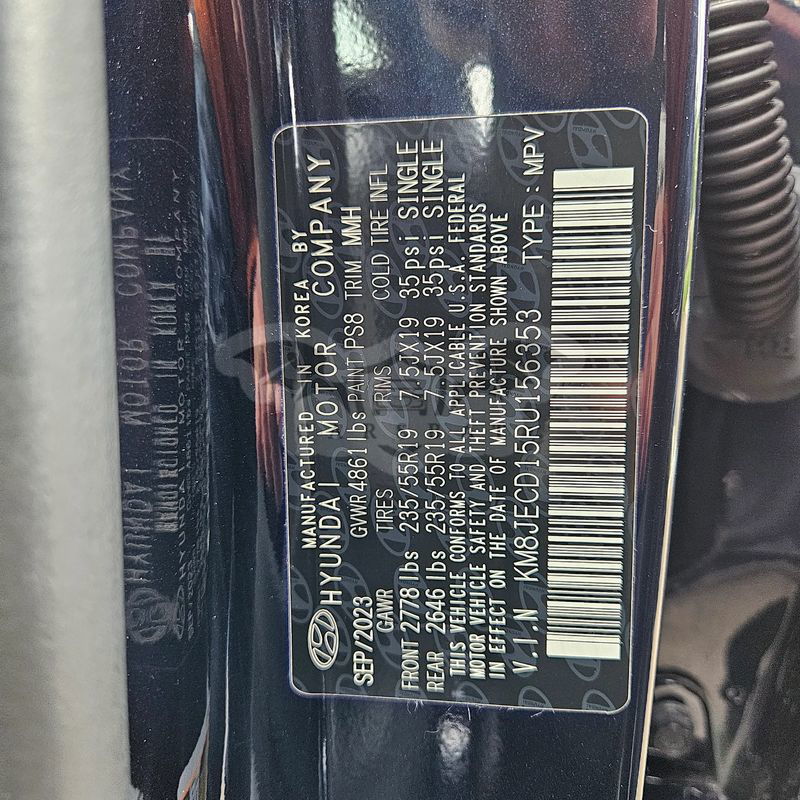 MANUFACTURED IN KOREA BY
HYUNDAI MOTOR COMPANY
SEP/2023 GVWR 4861 lbs PAINT PS8 TRIM MMH
GAWR TIRES RIMS COLD TIRE INFL
FRONT 2778 lbs 235/55R19 7.5JX19 35psi SINGLE
REAR 2646 lbs 235/55R19 7.5JX19 35psi SINGLE
THIS VEHICLE CONFORMS TO ALL APPLICABLE U.S.A. FEDERAL
MOTOR VEHICLE SAFETY AND THEFT PREVENTION STANDARDS
IN EFFECT ON THE DATE OF MANUFACTURE SHOWN ABOVE
V.I.N KM8JECD15RU156353 TYPE : MPV